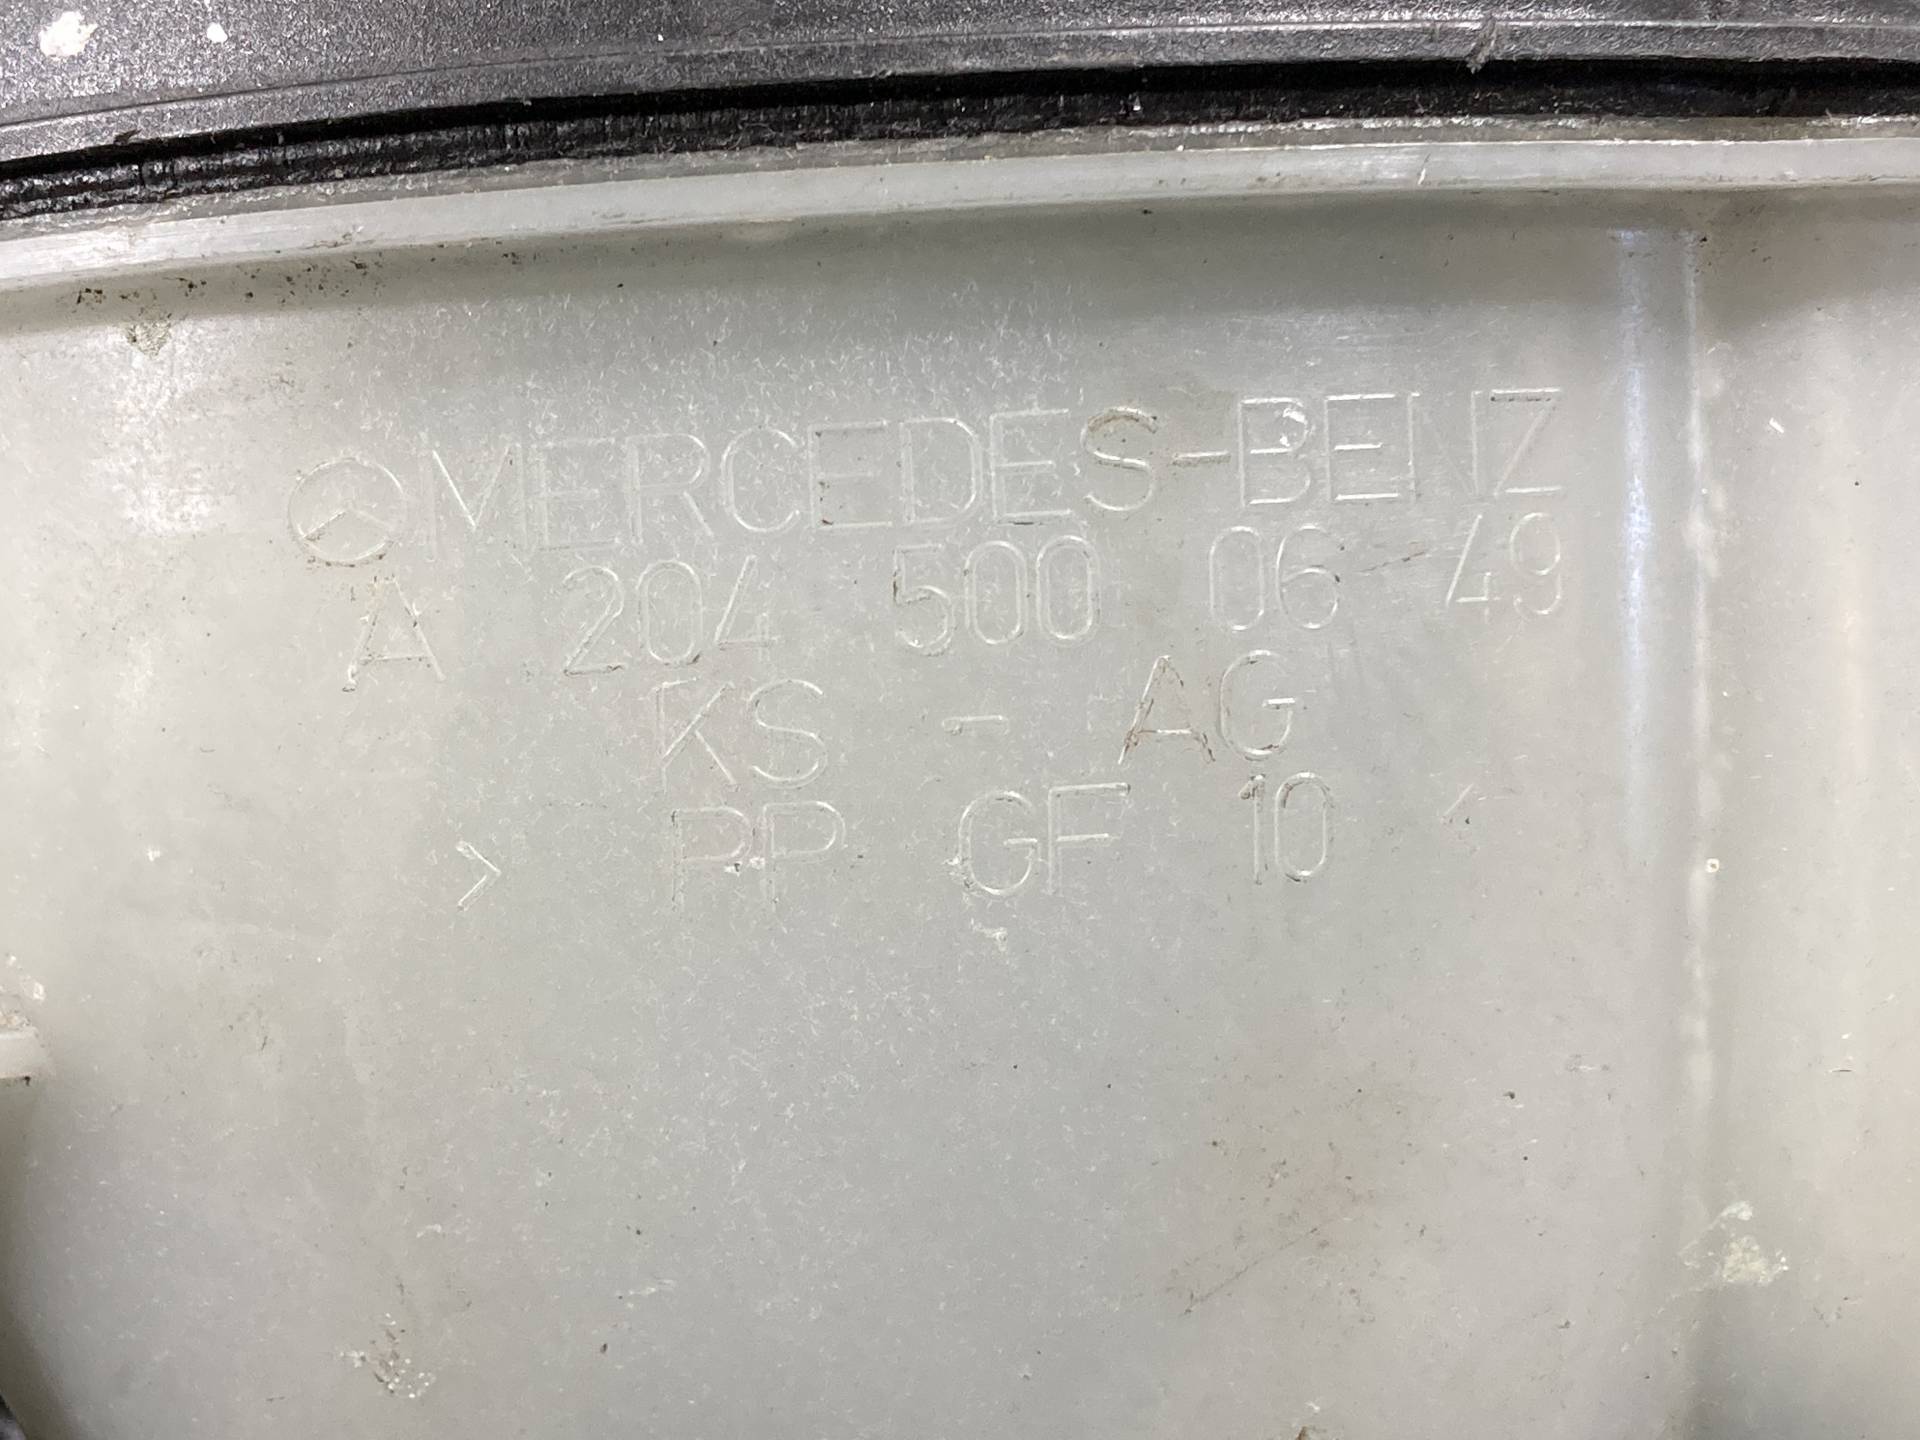 MERCEDES-BENZ
A 204 500 06 49
KS - AG
> PP GF 10 <